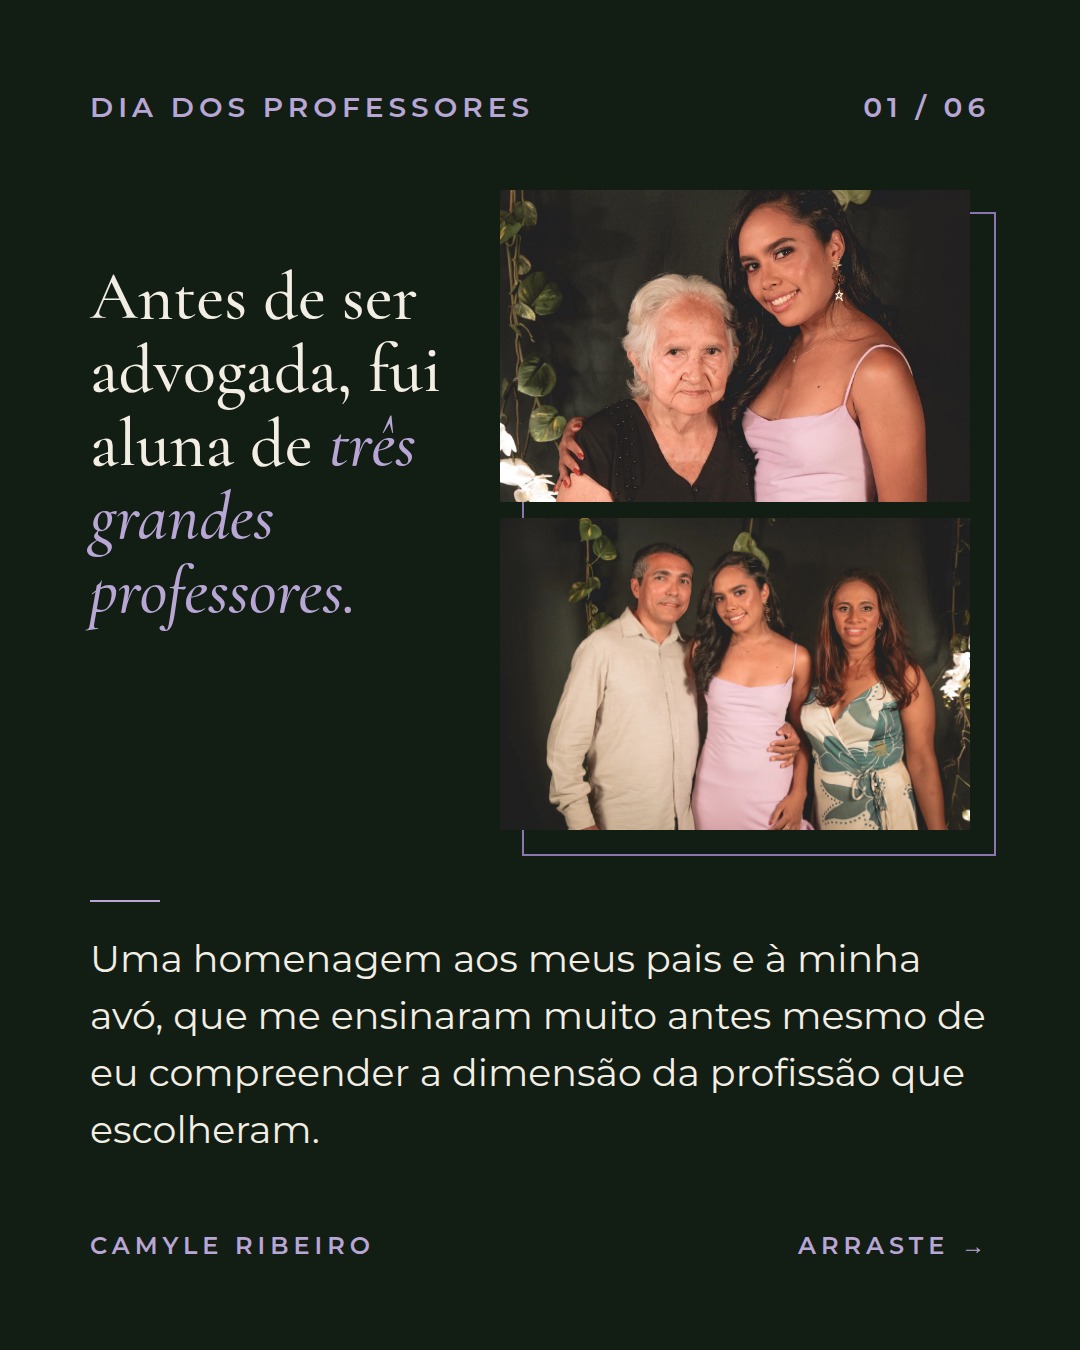 DIA DOS PROFESSORES
01 / 06
Antes de ser
advogada, fui
aluna de três
grandes
professores.
Uma homenagem aos meus pais e à minha
avó, que me ensinaram muito antes mesmo de
eu compreender a dimensão da profissão que
escolheram.
CAMYLE RIBEIRO
ARRASTE →